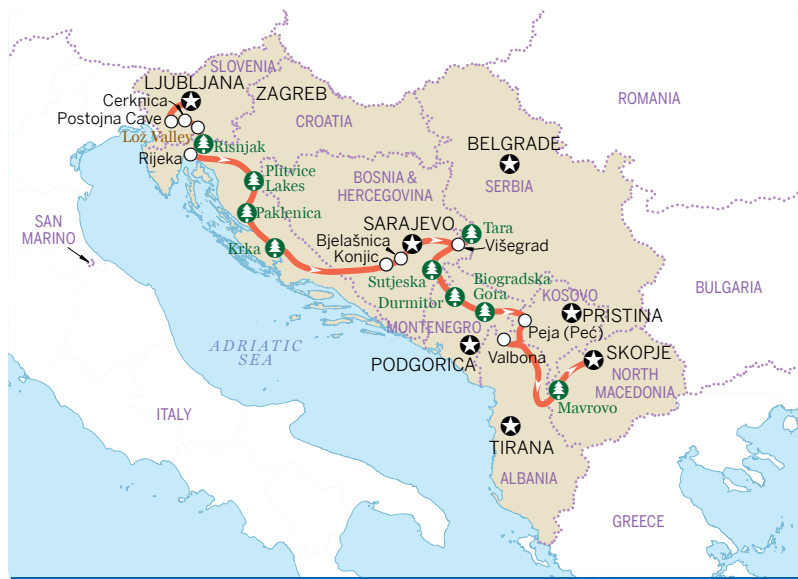 SLOVENIA
LJUBLJANA
Cerknica
ZAGREB
ROMANIA
Postojna Cave
CROATIA
Lož Valley
Risnjak
BELGRADE
Rijeka
Plitvice
Lakes
BOSNIA &
HERCEGOVINA
SERBIA
Paklenica
SAN
MARINO
SARAJEVO
Tara
Bjelašnica
Višegrad
Krka
Konjic
Sutjeska
Biogradska
Gora
BULGARIA
Durmitor
KOSOVO
PRISTINA
MONTENEGRO
Peja (Peć)
ADRIATIC
SEA
Valbona
SKOPJE
PODGORICA
NORTH
MACEDONIA
Mavrovo
ITALY
TIRANA
ALBANIA
GREECE